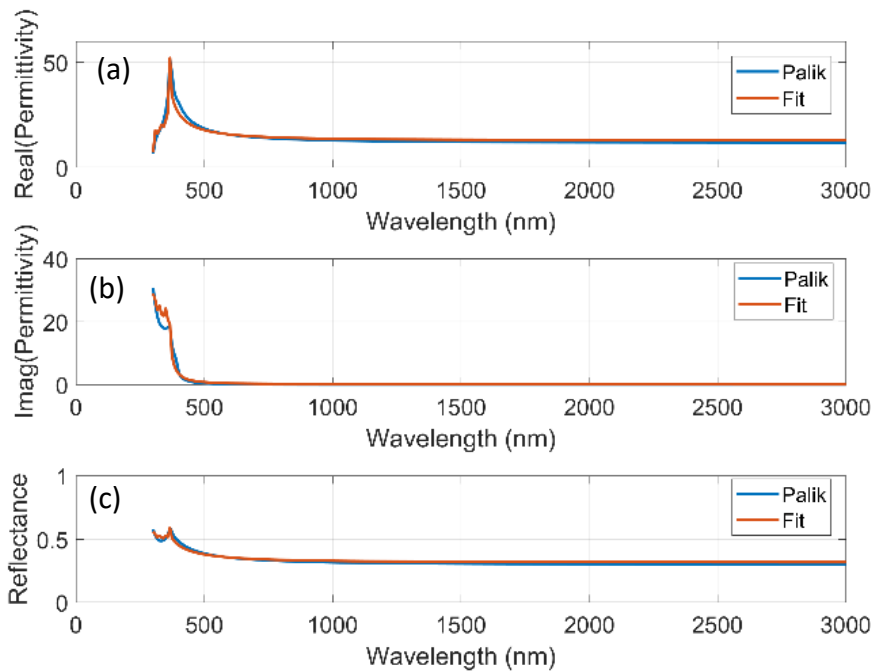 (a)
Real(Permittivity)
50
0
Palik
Fit
0 500 1000 1500 2000 2500 3000
Wavelength (nm)
(b)
Imag(Permittivity)
40
20
0
Palik
Fit
0 500 1000 1500 2000 2500 3000
Wavelength (nm)
(c)
Reflectance
1
0.5
0
Palik
Fit
0 500 1000 1500 2000 2500 3000
Wavelength (nm)